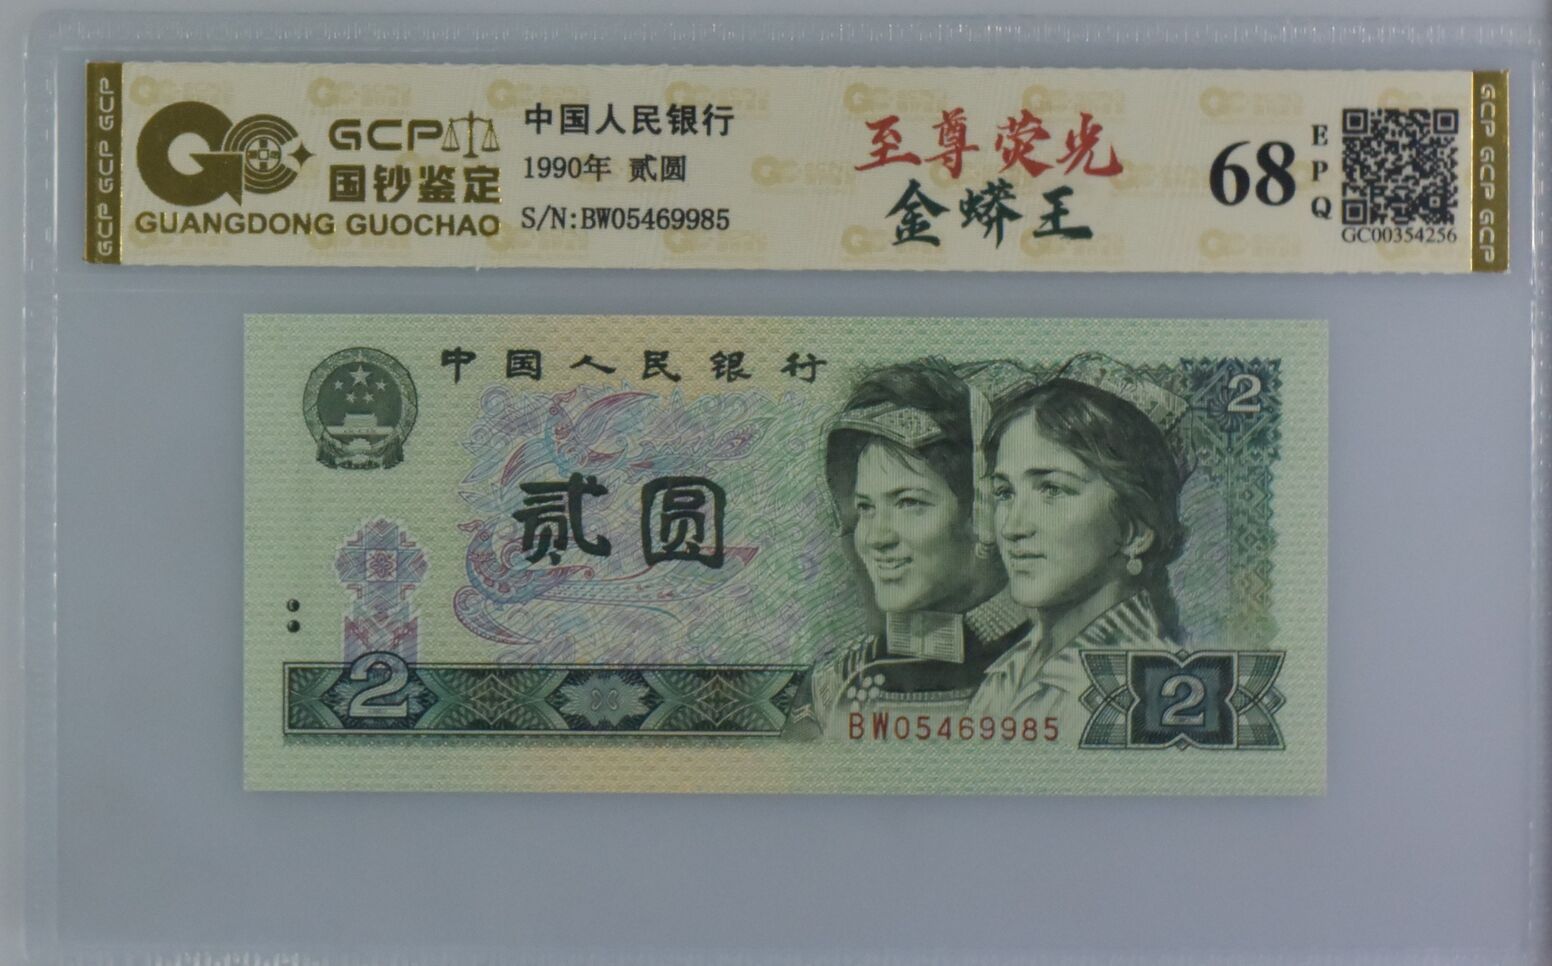 GCP GCP GCP
GCP
国钞鉴定
GUANGDONG GUOCHAO
中国人民银行
1990年 贰圆
S/N:BW05469985
至尊荧光
金蟒王
68
EPQ
GC00354256
GCP GCP GCP
中国人民银行
2
贰圆
2
2
BW05469985